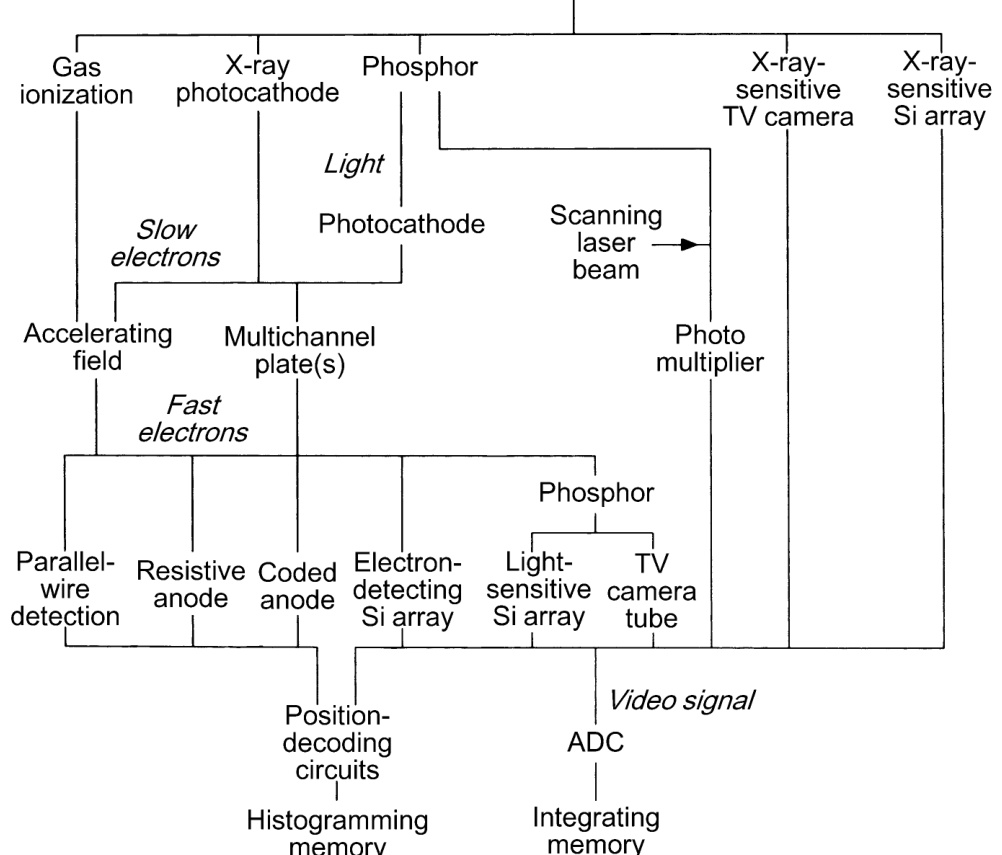 Gas
ionization
X-ray
photocathode
Phosphor
X-ray-
sensitive
TV camera
X-ray-
sensitive
Si array
Light
Photocathode
Slow
electrons
Scanning
laser
beam
Accelerating
field
Multichannel
plate(s)
Photo
multiplier
Fast
electrons
Phosphor
Parallel-
wire
detection
Resistive
anode
Coded
anode
Electron-
detecting
Si array
Light-
sensitive
Si array
TV
camera
tube
Video signal
Position-
decoding
circuits
ADC
Histogramming
memory
Integrating
memory